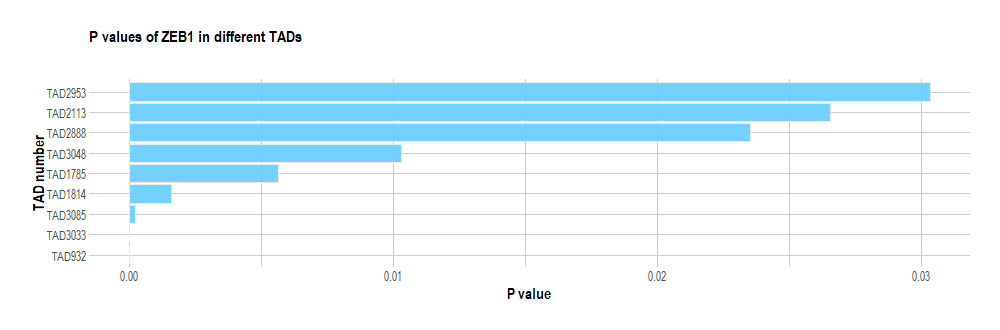 P values of ZEB1 in different TADs
TAD number
TAD2953
TAD2113
TAD2888
TAD3048
TAD1785
TAD1814
TAD3085
TAD3033
TAD932
0.00 0.01 0.02 0.03
P value